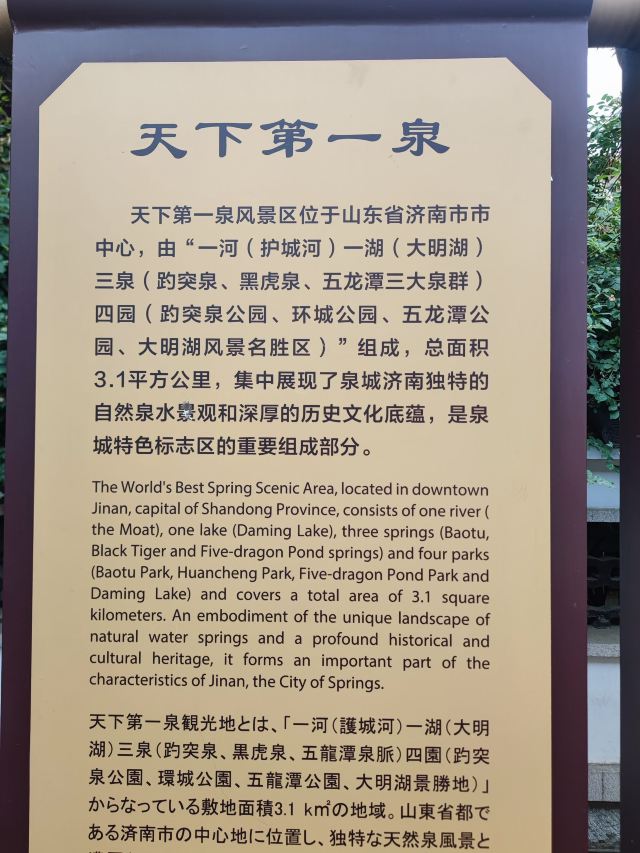 天下第一泉
天下第一泉风景区位于山东省济南市市
中心，由“一河（护城河）一湖（大明湖）
三泉（趵突泉、黑虎泉、五龙潭三大泉群）
四园（趵突泉公园、环城公园、五龙潭公
园、大明湖风景名胜区）”组成，总面积
3.1平方公里，集中展现了泉城济南独特的
自然泉水景观和深厚的历史文化底蕴，是泉
城特色标志区的重要组成部分。
The World's Best Spring Scenic Area, located in downtown
Jinan, capital of Shandong Province, consists of one river (
the Moat), one lake (Daming Lake), three springs (Baotu,
Black Tiger and Five-dragon Pond springs) and four parks
(Baotu Park, Huancheng Park, Five-dragon Pond Park and
Daming Lake) and covers a total area of 3.1 square
kilometers. An embodiment of the unique landscape of
natural water springs and a profound historical and
cultural heritage, it forms an important part of the
characteristics of Jinan, the City of Springs.
天下第一泉観光地とは、「一河（護城河）一湖（大明
湖）三泉（趵突泉、黒虎泉、五龍潭泉脈）四園（趵突
泉公園、環城公園、五龍潭公園、大明湖景勝地）」
からなっている敷地面積3.1 k㎡の地域。山東省都で
ある済南市の中心地に位置し、独特な天然泉風景と